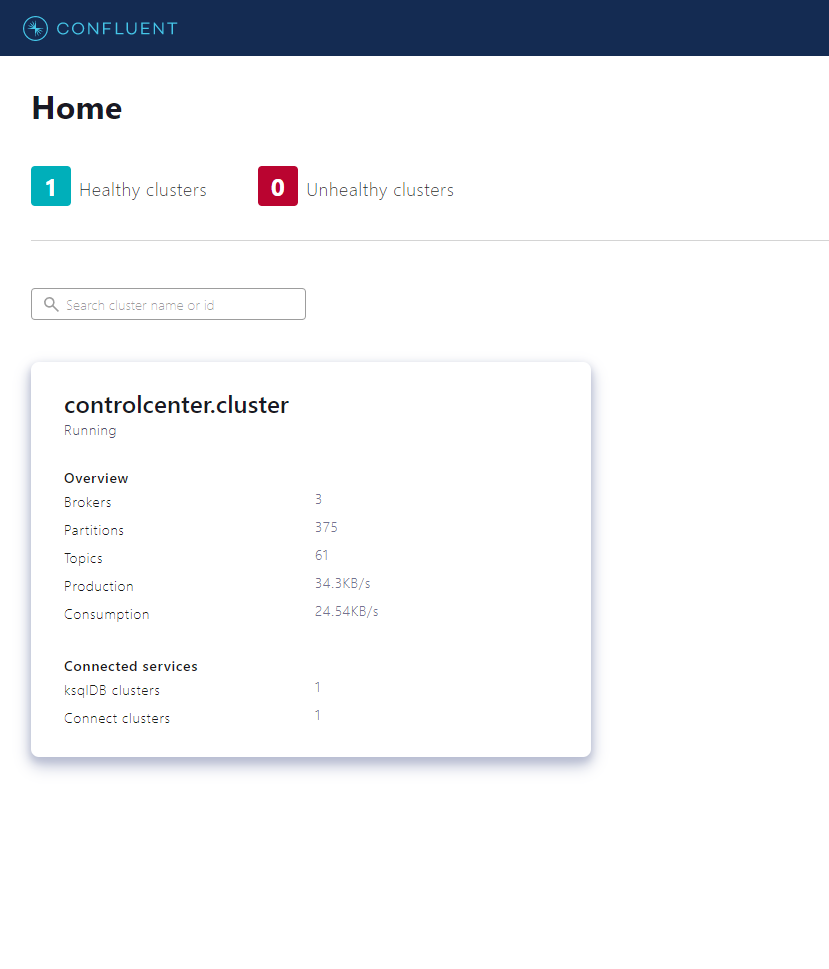 CONFLUENT
Home
1 Healthy clusters 0 Unhealthy clusters
Search cluster name or id
controlcenter.cluster
Running
Overview
Brokers 3
Partitions 375
Topics 61
Production 34.3KB/s
Consumption 24.54KB/s
Connected services
ksqlDB clusters 1
Connect clusters 1